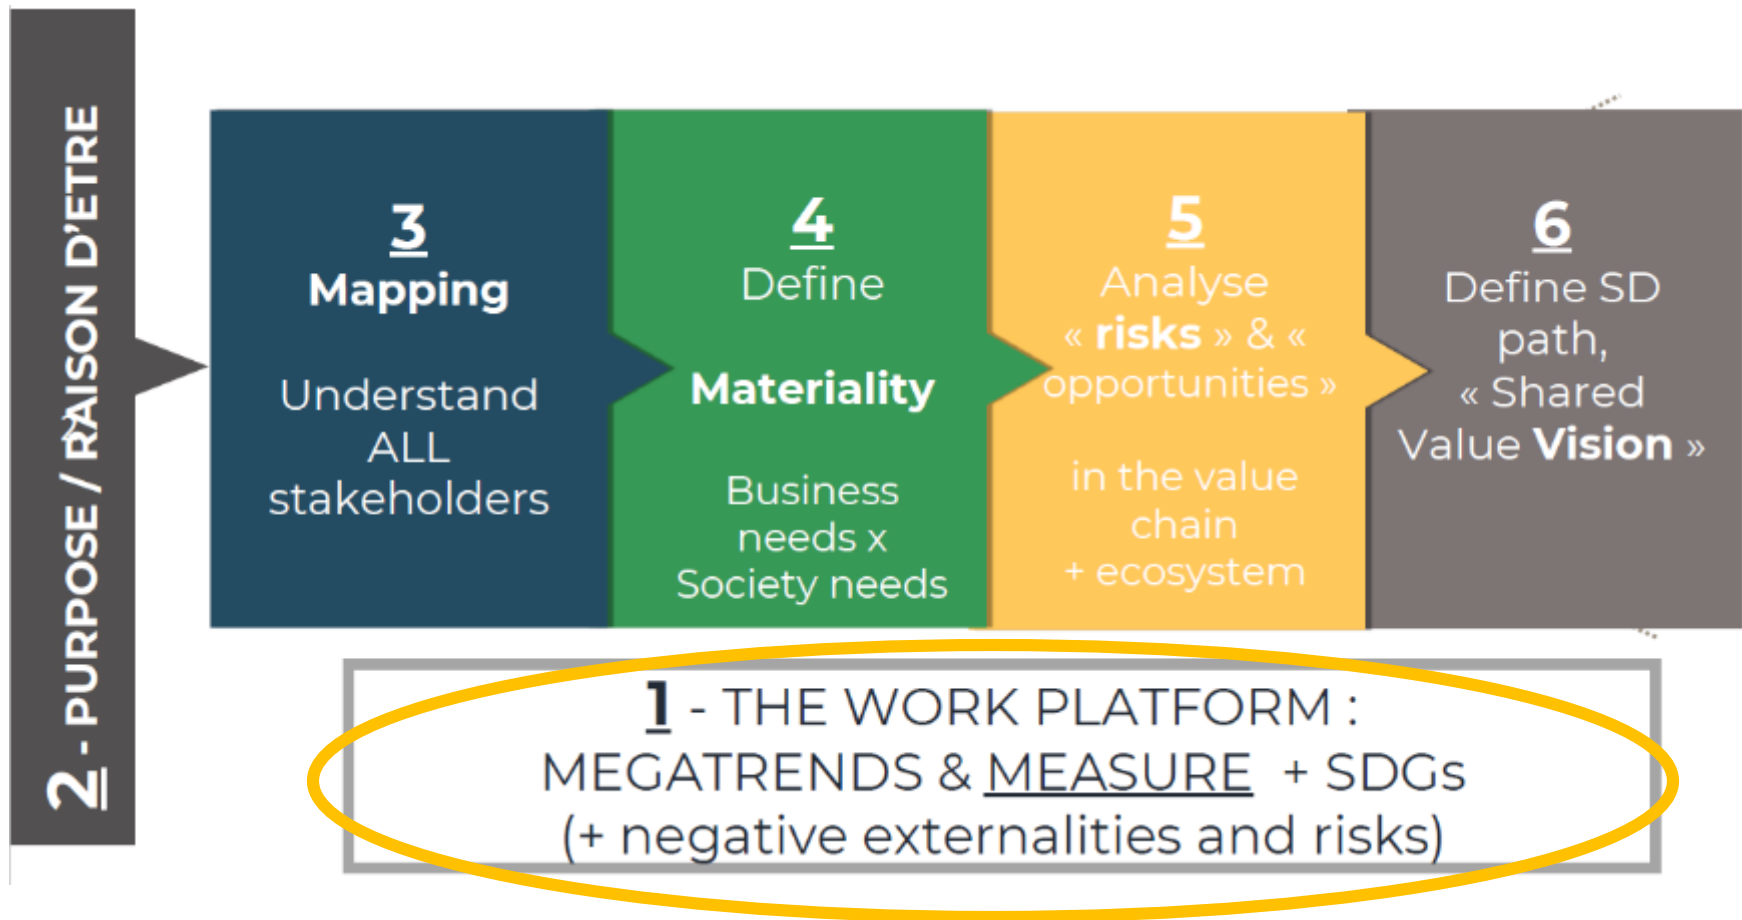 2 - PURPOSE / RAISON D'ETRE
3
Mapping
Understand
ALL
stakeholders
4
Define
Materiality
Business
needs x
Society needs
5
Analyse
« risks » & «
opportunities »
in the value
chain
+ ecosystem
6
Define SD
path,
« Shared
Value Vision »
1 - THE WORK PLATFORM :
MEGATRENDS & MEASURE + SDGs
(+ negative externalities and risks)